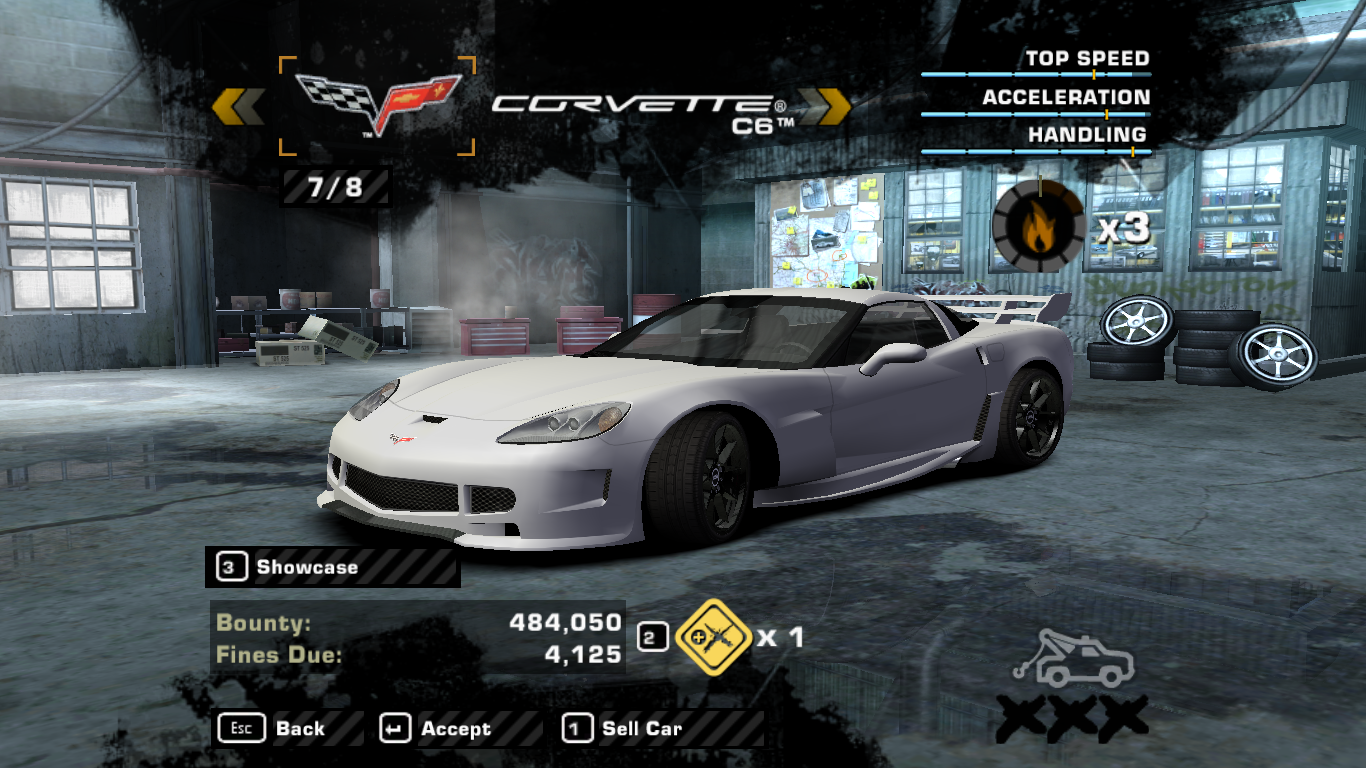 TOP SPEED
ACCELERATION
HANDLING
CORVETTE®
C6™
™
7/8
x3
3 Showcase
Bounty: 484,050
Fines Due: 4,125
2 x 1
Esc Back
Accept
1 Sell Car